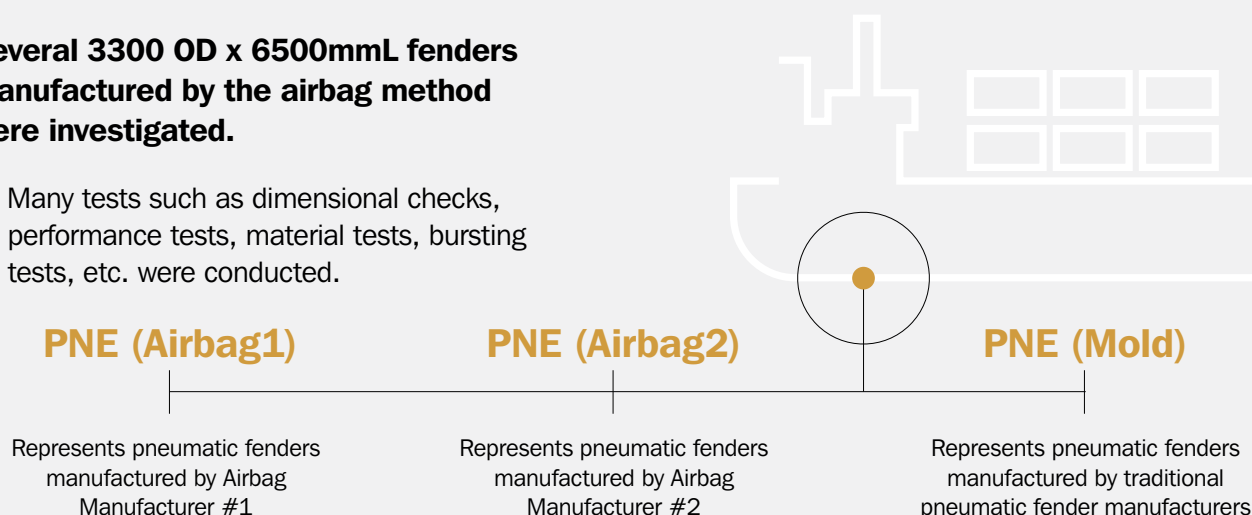 everal 3300 OD x 6500mmL fenders
anufactured by the airbag method
ere investigated.
Many tests such as dimensional checks,
performance tests, material tests, bursting
tests, etc. were conducted.
PNE (Airbag1)
PNE (Airbag2)
PNE (Mold)
Represents pneumatic fenders
manufactured by Airbag
Manufacturer #1
Represents pneumatic fenders
manufactured by Airbag
Manufacturer #2
Represents pneumatic fenders
manufactured by traditional
pneumatic fender manufacturers